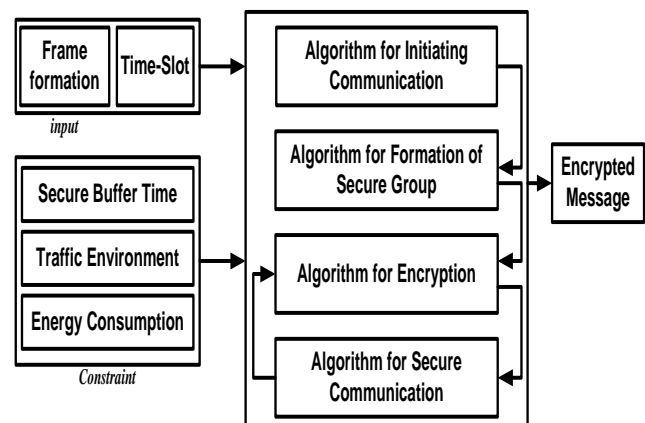 Frame
formation
Time-Slot
input
Secure Buffer Time
Traffic Environment
Energy Consumption
Constraint
Algorithm for Initiating
Communication
Algorithm for Formation of
Secure Group
Algorithm for Encryption
Algorithm for Secure
Communication
Encrypted
Message